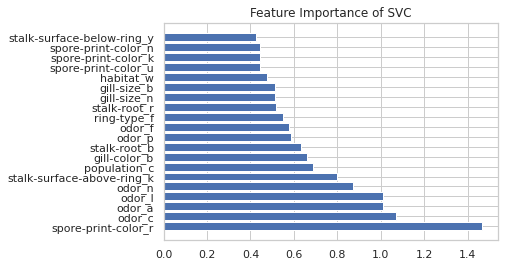 Feature Importance of SVC
stalk-surface-below-ring_y
spore-print-color_n
spore-print-color_k
spore-print-color_u
habitat_w
gill-size_b
gill-size_n
stalk-root_r
ring-type_f
odor_f
odor_p
stalk-root_b
gill-color_b
population_c
stalk-surface-above-ring_k
odor_n
odor_l
odor_a
odor_c
spore-print-color_r
0.0 0.2 0.4 0.6 0.8 1.0 1.2 1.4